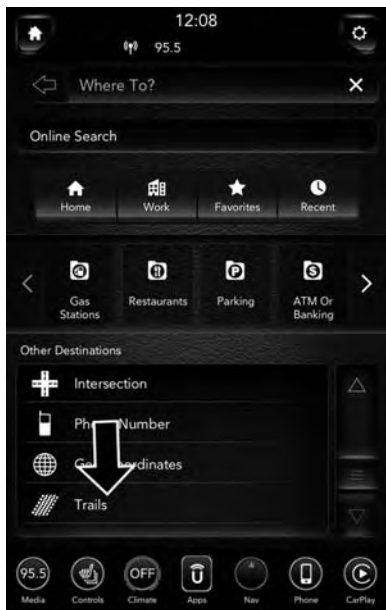 12:08
95.5
Where To?
Online Search
Home Work Favorites Recent
Gas Stations Restaurants Parking ATM Or Banking
Other Destinations
Intersection
Number
Trails
95.5 OFF
Media Controls Climate Apps Nav Phone CarPlay